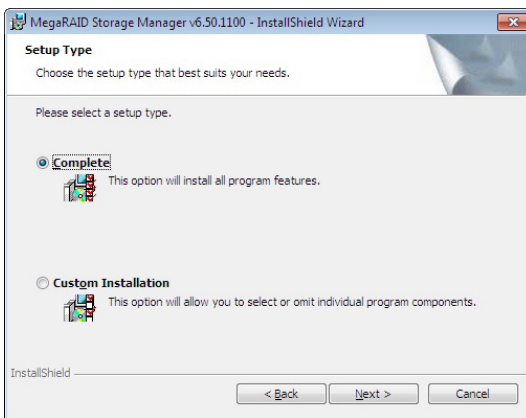 MegaRAID Storage Manager v6.50.1100 - InstallShield Wizard
Setup Type
Choose the setup type that best suits your needs.
Please select a setup type.
Complete
This option will install all program features.
Custom Installation
This option will allow you to select or omit individual program components.
InstallShield
< Back Next > Cancel